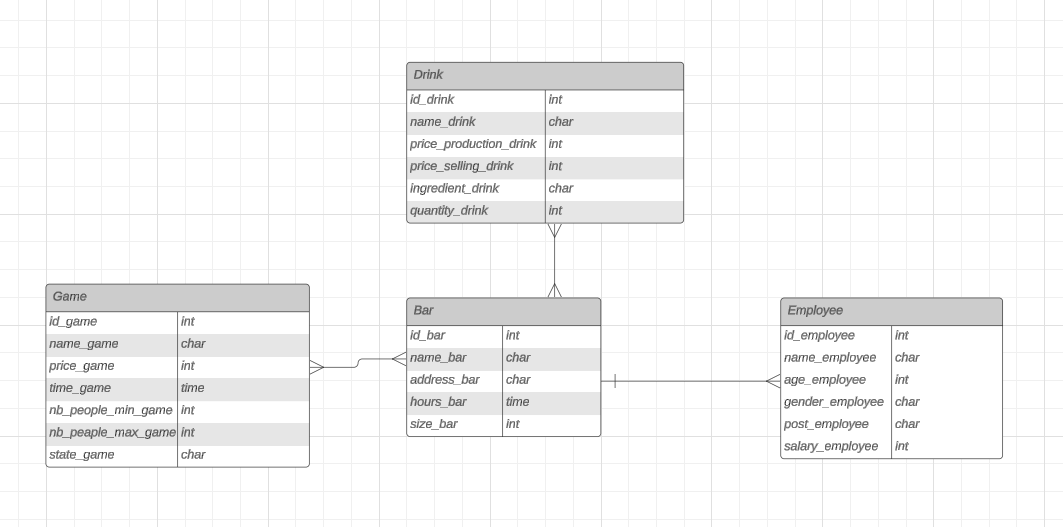 Drink
id_drink int
name_drink char
price_production_drink int
price_selling_drink int
ingredient_drink char
quantity_drink int
Game
id_game int
name_game char
price_game int
time_game time
nb_people_min_game int
nb_peaple_max_game int
state_game char
Bar
id_bar int
name_bar char
address_bar char
hours_bar time
size_bar int
Employee
id_employee int
name_employee char
age_employee int
gender_employee char
post_employee char
salary_employee int